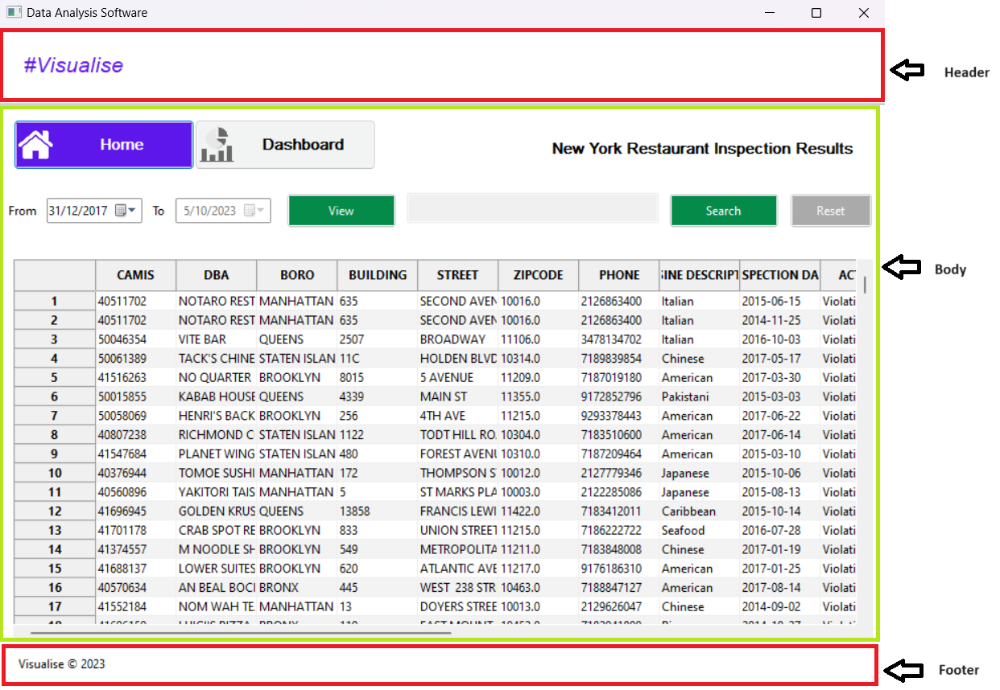 Data Analysis Software
#Visualise
Header
Home Dashboard New York Restaurant Inspection Results
From 31/12/2017 To 5/10/2023 View Search Reset
Body
CAMIS DBA BORO BUILDING STREET ZIPCODE PHONE INE DESCRIPT SPECTION DA AC
1 40511702 NOTARO REST MANHATTAN 635 SECOND AVEN 10016.0 2126863400 Italian 2015-06-15 Violati
2 40511702 NOTARO REST MANHATTAN 635 SECOND AVEN 10016.0 2126863400 Italian 2014-11-25 Violati
3 50046354 VITE BAR QUEENS 2507 BROADWAY 11106.0 3478134702 Italian 2016-10-03 Violati
4 50061389 TACK'S CHINE STATEN ISLAN 11C HOLDEN BLVD 10314.0 7189839854 Chinese 2017-05-17 Violati
5 41516263 NO QUARTER BROOKLYN 8015 5 AVENUE 11209.0 7187019180 American 2017-03-30 Violati
6 50015855 KABAB HOUSE QUEENS 4339 MAIN ST 11355.0 9172852796 Pakistani 2015-03-03 Violati
7 50058069 HENRI'S BACK BROOKLYN 256 4TH AVE 11215.0 9293378443 American 2017-06-22 Violati
8 40807238 RICHMOND C STATEN ISLAN 1122 TODT HILL RO 10304.0 7183510600 American 2017-06-14 Violati
9 41547684 PLANET WING STATEN ISLAN 480 FOREST AVENU 10310.0 7187209464 American 2015-03-10 Violati
10 40376944 TOMOE SUSHI MANHATTAN 172 THOMPSON S 10012.0 2127779346 Japanese 2015-10-06 Violati
11 40560896 YAKITORI TAIS MANHATTAN 5 ST MARKS PLA 10003.0 2122285086 Japanese 2015-08-13 Violati
12 41696945 GOLDEN KRUS QUEENS 13858 FRANCIS LEWI 11422.0 7183412011 Caribbean 2015-10-14 Violati
13 41701178 CRAB SPOT RE BROOKLYN 833 UNION STREET 11215.0 7186222722 Seafood 2016-07-28 Violati
14 41374557 M NOODLE SH BROOKLYN 549 METROPOLITA 11211.0 7183848008 Chinese 2017-01-19 Violati
15 41688137 LOWER SUITES BROOKLYN 620 ATLANTIC AVE 11217.0 9176186310 American 2017-01-25 Violati
16 40570634 AN BEAL BOCI BRONX 445 WEST 238 STR 10463.0 7188847127 American 2017-08-14 Violati
17 41552184 NOM WAH TE MANHATTAN 13 DOYERS STREE 10013.0 2129626047 Chinese 2014-09-02 Violati
Visualise © 2023
Footer